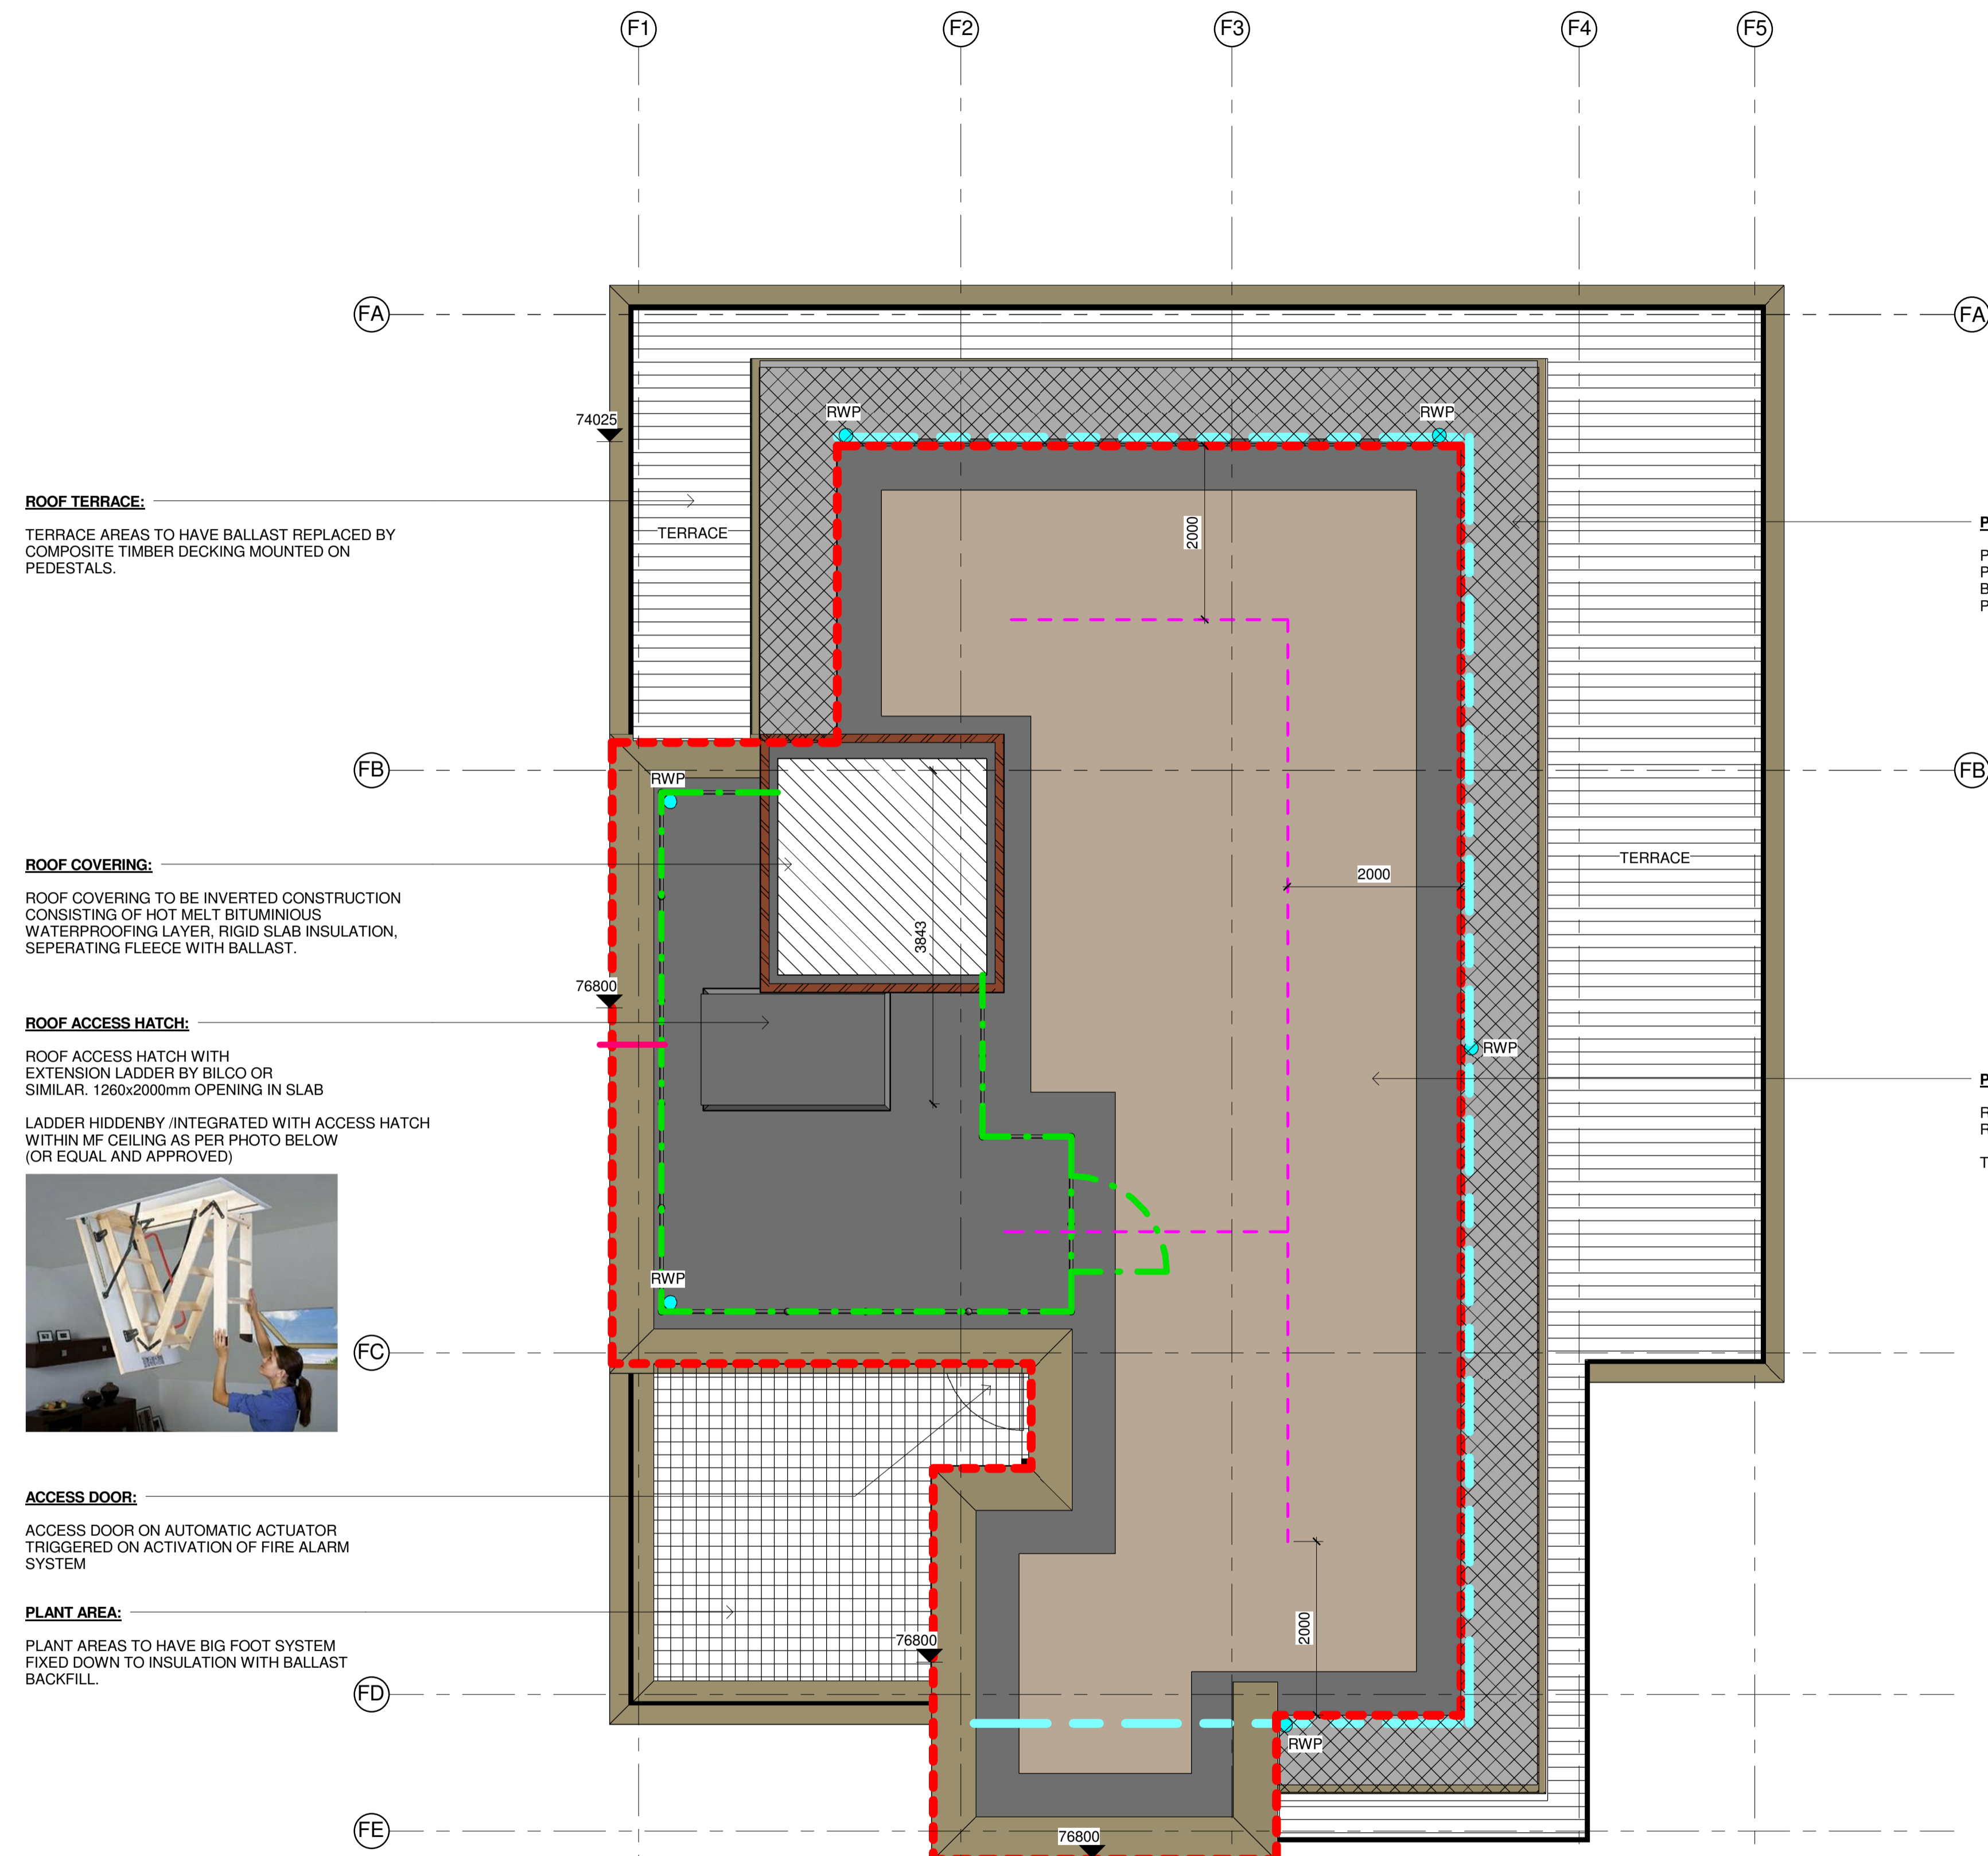 F1
F2
F3
F4
F5
FA
FA
RWP
RWP
74025
ROOF TERRACE:
TERRACE AREAS TO HAVE BALLAST REPLACED BY
COMPOSITE TIMBER DECKING MOUNTED ON
PEDESTALS.
TERRACE
2000
P
P
P
B
P
FB
FB
RWP
ROOF COVERING:
ROOF COVERING TO BE INVERTED CONSTRUCTION
CONSISTING OF HOT MELT BITUMINIOUS
WATERPROOFING LAYER, RIGID SLAB INSULATION,
SEPERATING FLEECE WITH BALLAST.
TERRACE
2000
3843
76800
ROOF ACCESS HATCH:
ROOF ACCESS HATCH WITH
EXTENSION LADDER BY BILCO OR
SIMILAR. 1260x2000mm OPENING IN SLAB
LADDER HIDDENBY /INTEGRATED WITH ACCESS HATCH
WITHIN MF CEILING AS PER PHOTO BELOW
(OR EQUAL AND APPROVED)
RWP
P
R
R
T
RWP
FC
ACCESS DOOR:
ACCESS DOOR ON AUTOMATIC ACTUATOR
TRIGGERED ON ACTIVATION OF FIRE ALARM
SYSTEM
PLANT AREA:
PLANT AREAS TO HAVE BIG FOOT SYSTEM
FIXED DOWN TO INSULATION WITH BALLAST
BACKFILL.
76800
2000
FD
RWP
FE
76800